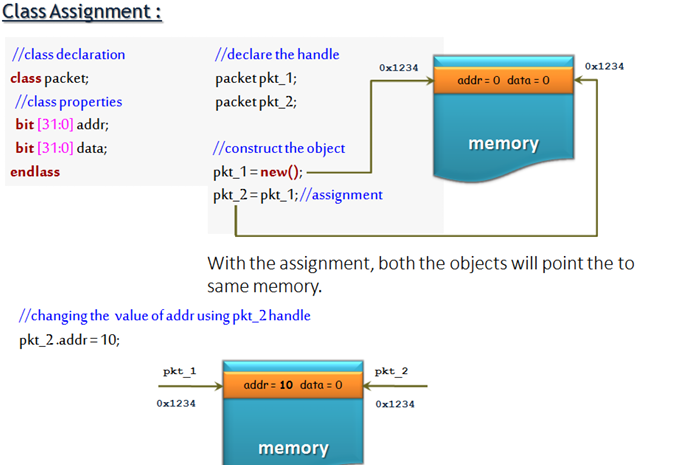 Class Assignment :
//class declaration
class packet;
//class properties
bit [31:0] addr;
bit [31:0] data;
endlass
//declare the handle
packet pkt_1;
packet pkt_2;
//construct the object
pkt_1 = new();
pkt_2 = pkt_1; //assignment
0x1234
addr = 0 data = 0
0x1234
memory
With the assignment, both the objects will point the to
same memory.
//changing the value of addr using pkt_2 handle
pkt_2.addr = 10;
pkt_1
0x1234
addr = 10 data = 0
pkt_2
0x1234
memory